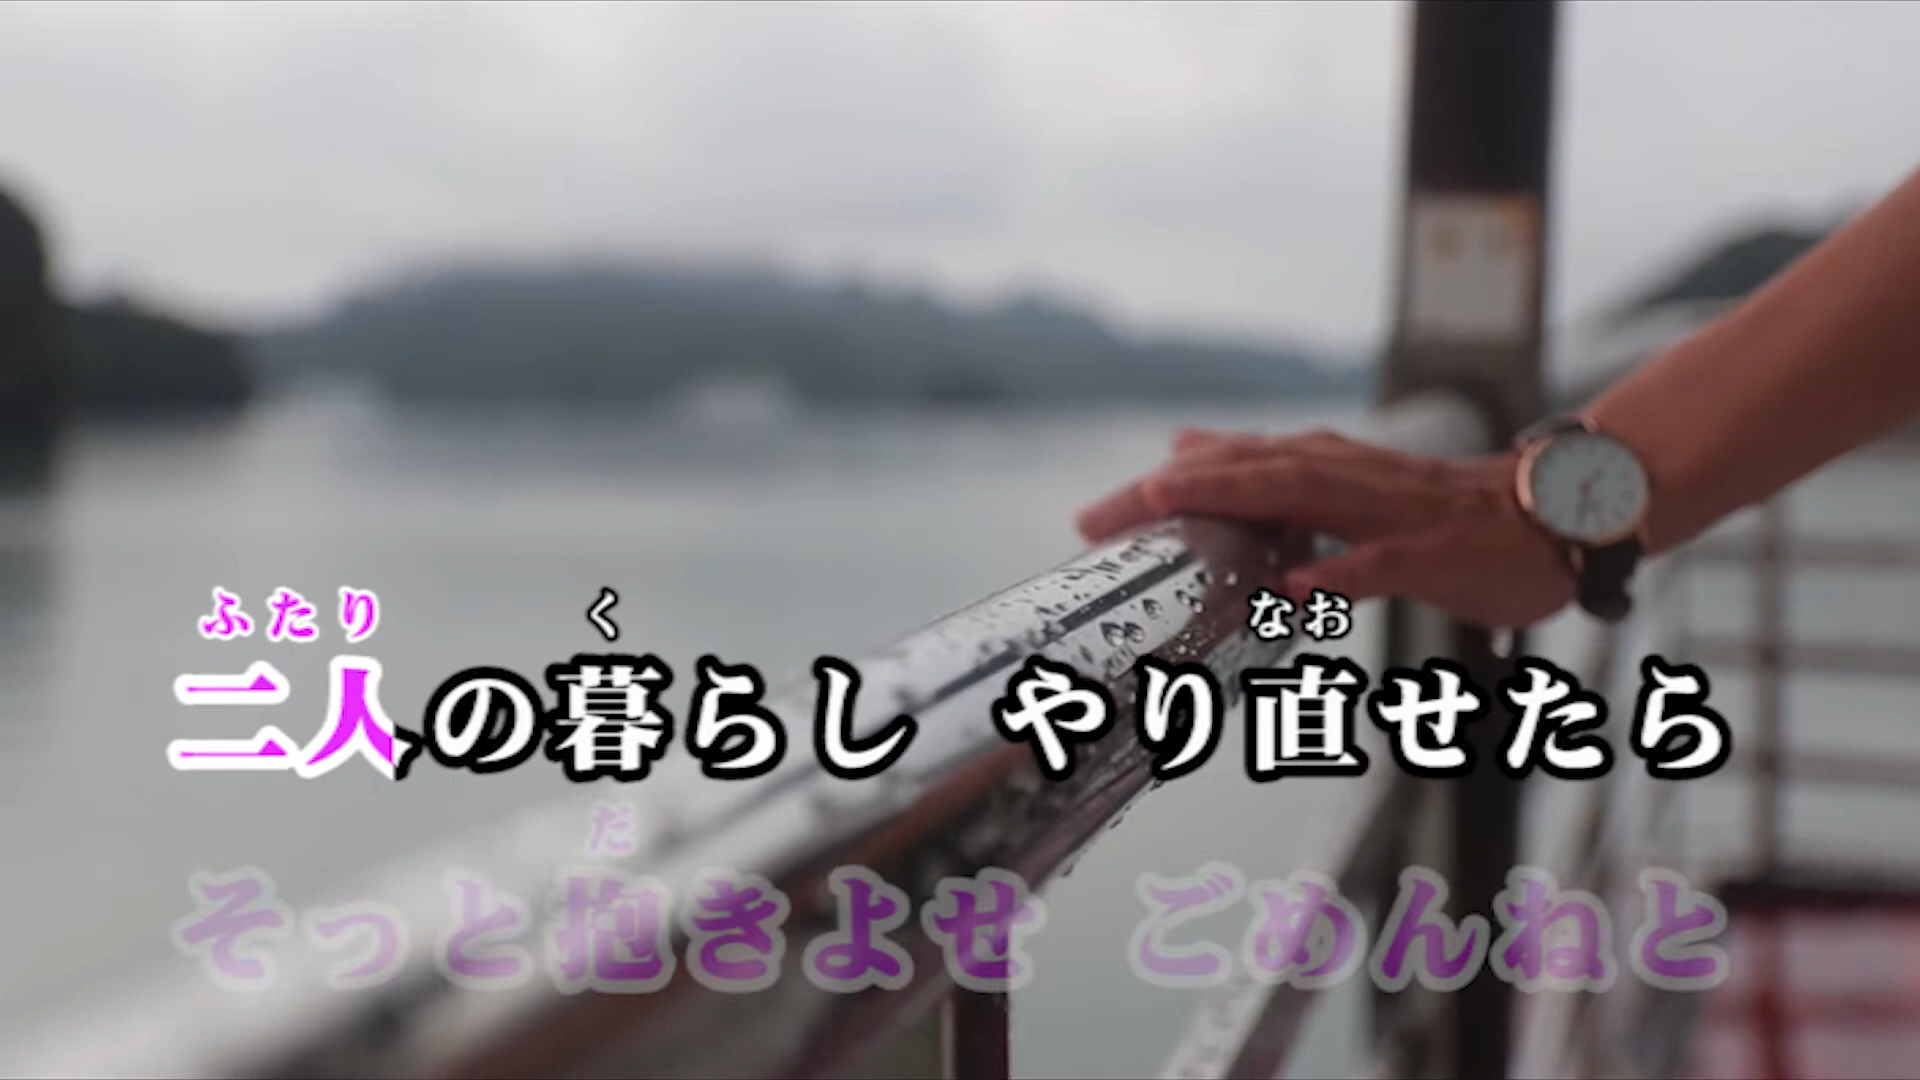 ふたり く なお
二人の暮らし やり直せたら
だ
そっと抱きよせ ごめんねと